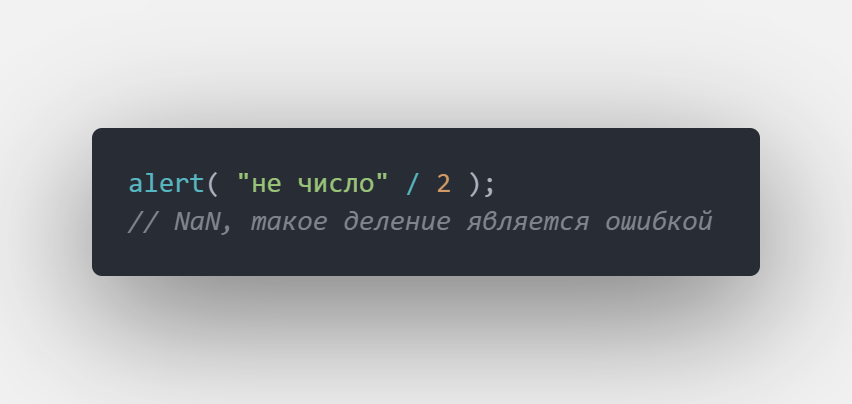 alert( "не число" / 2 );
// NaN, такое деление является ошибкой